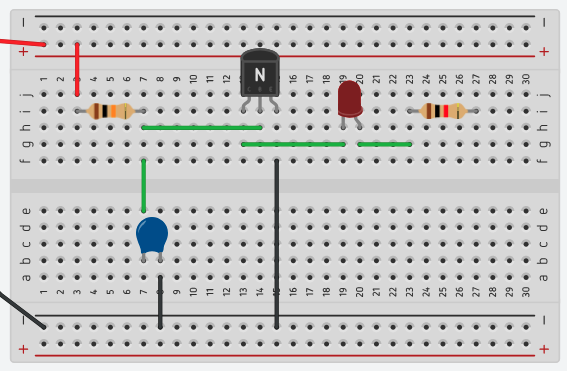 − −
+ +
1 2 3 4 5 6 7 8 9 10 11 12 13 14 15 16 17 18 19 20 21 22 23 24 25 26 27 28 29 30
j j
i i
N
h h
g g
f f
e e
d d
c c
b b
a a
1 2 3 4 5 6 7 8 9 10 11 12 13 14 15 16 17 18 19 20 21 22 23 24 25 26 27 28 29 30
− −
+ +